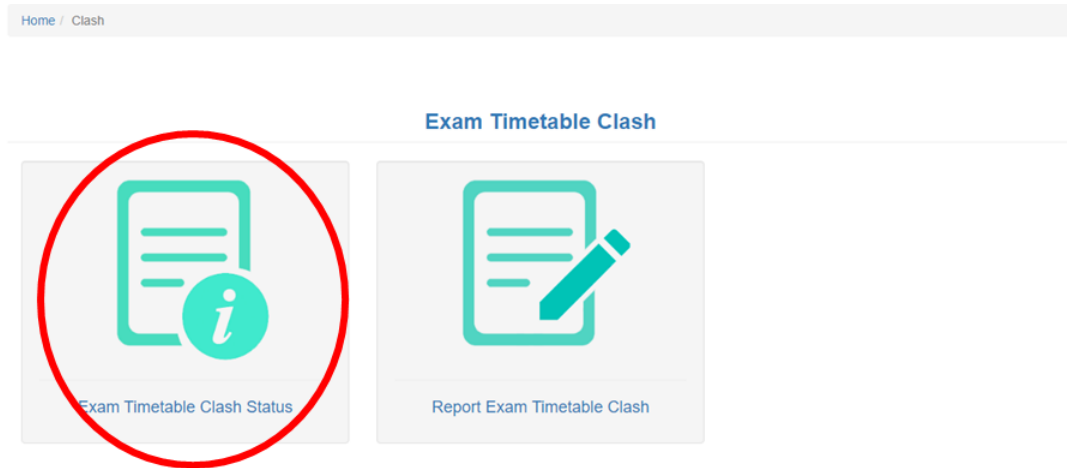 Home / Clash
Exam Timetable Clash
i
Exam Timetable Clash Status
Report Exam Timetable Clash